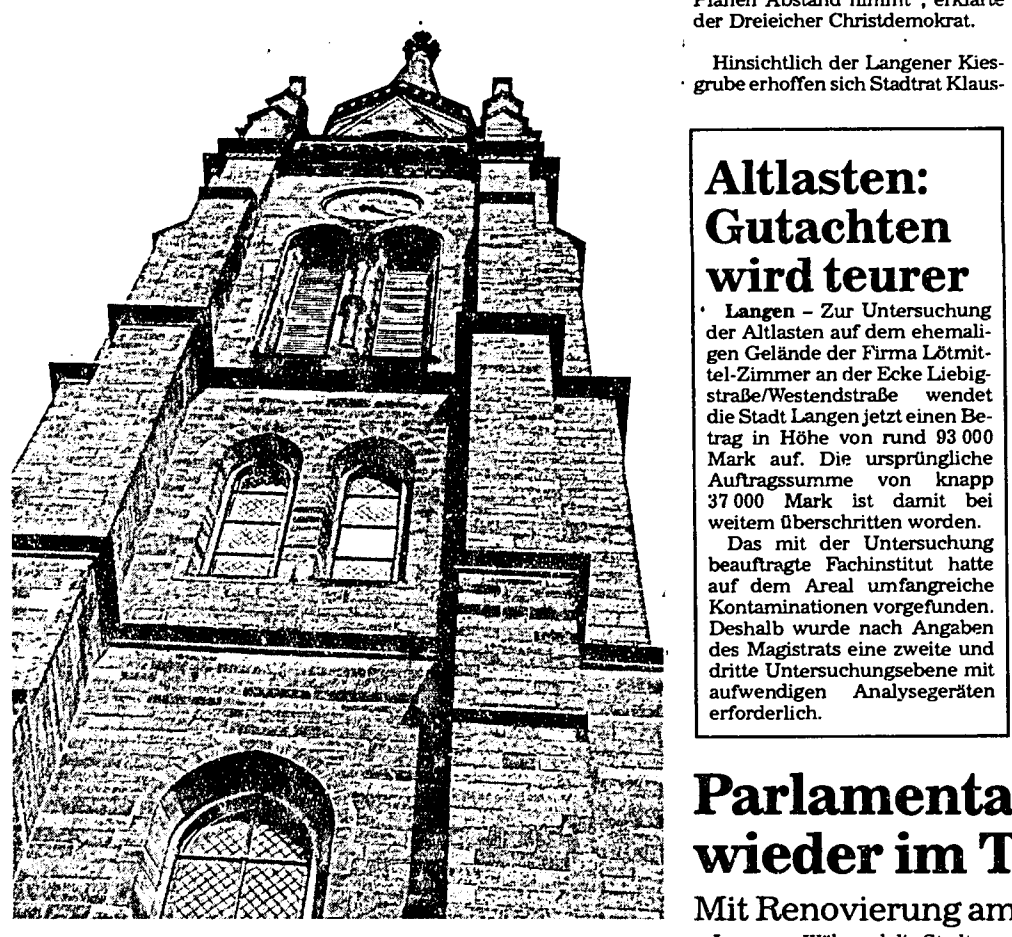 Plänen Abstand nimmt", erklärte
der Dreieicher Christdemokrat.
Hinsichtlich der Langener Kies-
grube erhoffen sich Stadtrat Klaus-
Altlasten:
Gutachten
wird teurer
Langen – Zur Untersuchung
der Altlasten auf dem ehemali-
gen Gelände der Firma Lötmit-
tel-Zimmer an der Ecke Liebig-
straße/Westendstraße wendet
die Stadt Langen jetzt einen Be-
trag in Höhe von rund 93 000
Mark auf. Die ursprüngliche
Auftragssumme von knapp
37 000 Mark ist damit bei
weitem überschritten worden.
Das mit der Untersuchung
beauftragte Fachinstitut hatte
auf dem Areal umfangreiche
Kontaminationen vorgefunden.
Deshalb wurde nach Angaben
des Magistrats eine zweite und
dritte Untersuchungsebene mit
aufwendigen Analysegeräten
erforderlich.
Parlamenta
wieder im T
Mit Renovierung am